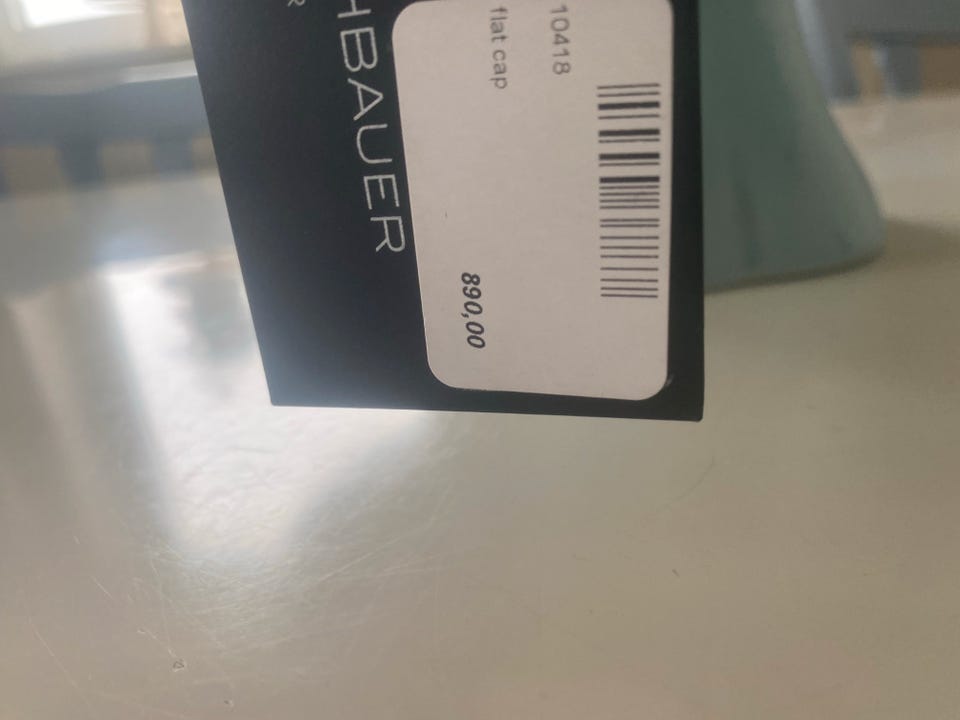 HBAUER
R
10418
flat cap
890,00